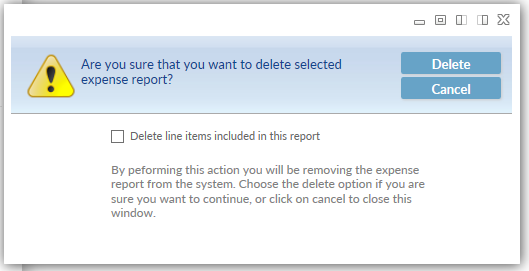 Are you sure that you want to delete selected
expense report?
Delete
Cancel
Delete line items included in this report
By peforming this action you will be removing the expense
report from the system. Choose the delete option if you are
sure you want to continue, or click on cancel to close this
window.